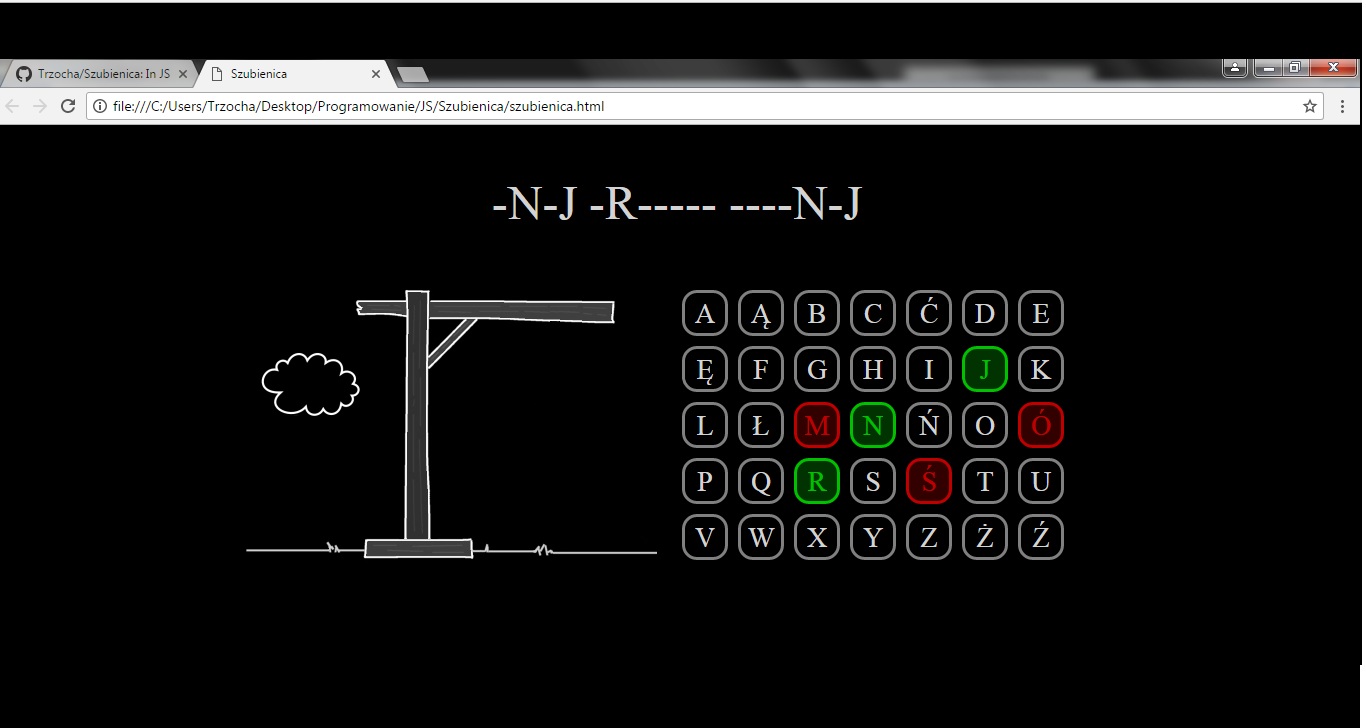 Trzocha/Szubienica: In JS
Szubienica
file:///C:/Users/Trzocha/Desktop/Programowanie/JS/Szubienica/szubienica.html
-N-J -R----- ----N-J
A Ą B C Ć D E
Ę F G H I J K
L Ł M N Ń O Ó
P Q R S Ś T U
V W X Y Z Ż Ź